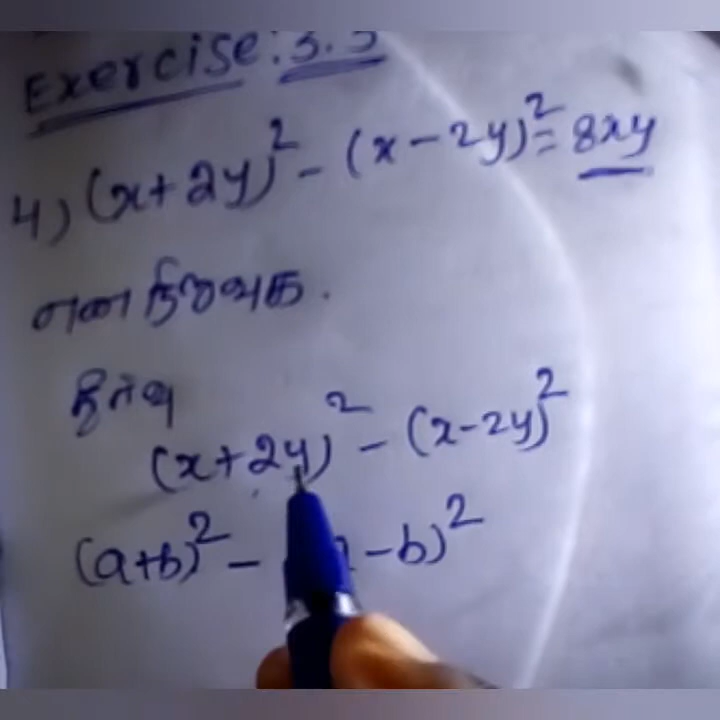 Exercise: 3.5
4) (x+2y)² - (x-2y)² = 8xy
என நிறுவுக.
தீர்வு
(x+2y)² - (x-2y)²
(a+b)² - -b)²